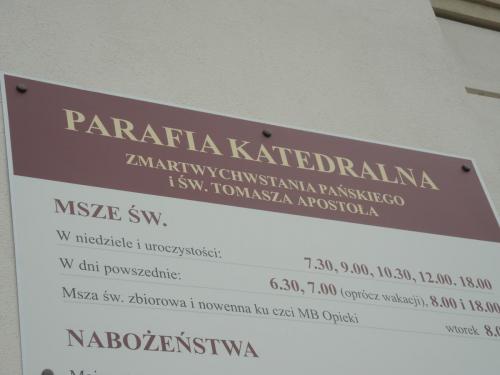 PARAFIA KATEDRALNA
ZMARTWYCHWSTANIA PAŃSKIEGO
i ŚW. TOMASZA APOSTOŁA
MSZE ŚW.
W niedziele i uroczystości: 7.30, 9.00, 10.30, 12.00. 18.00
W dni powszednie: 6.30, 7.00 (oprócz wakacji), 8.00 i 18.00
Msza św. zbiorowa i nowenna ku czci MB Opieki wtorek 8.0
NABOŻEŃSTWA